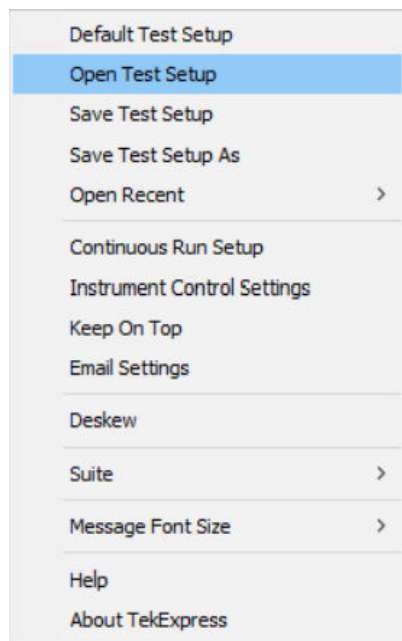 Default Test Setup
Open Test Setup
Save Test Setup
Save Test Setup As
Open Recent
Continuous Run Setup
Instrument Control Settings
Keep On Top
Email Settings
Deskew
Suite
Message Font Size
Help
About TekExpress